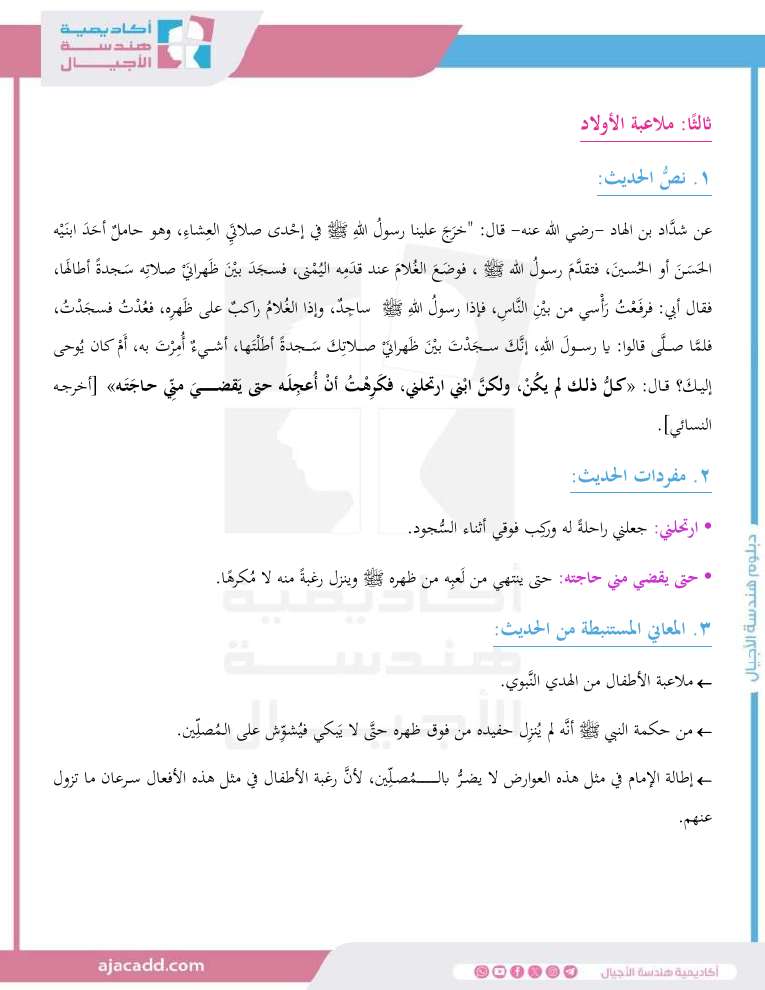 أكاديمية
هندسة
الأجيال
ثالثًا: ملاعبة الأولاد
١. نصُّ الحديث:
عن شدَّاد بن الهاد –رضي الله عنه– قال: "خرَجَ علينا رسولُ اللهِ ﷺ في إحْدى صلاتَيِ العِشاءِ، وهو حاملٌ أحَدَ ابنَيْه
الحَسَنَ أو الحُسينَ، فتقدَّمَ رسولُ الله ﷺ ، فوضَعَ الغُلامَ عند قدَمِه اليُمْنى، فسجَدَ بيْنَ ظَهرانَيْ صلاتِه سَجدةً أطالَها،
فقال أبي: فرفَعْتُ رَأْسي من بيْنِ النَّاسِ، فإذا رسولُ اللهِ ﷺ ساجِدٌ، وإذا الغُلامُ راكبٌ على ظَهرِه، فعُدْتُ فسجَدْتُ،
فلمَّا صلَّى قالوا: يا رسولَ اللهِ، إنَّكَ سجَدْتَ بيْنَ ظَهرانَيْ صلاتِكَ سَجدةً أطَلْتَها، أشيءٌ أُمِرْتَ به، أمْ كان يُوحى
إليكَ؟ قال: «كلُّ ذلك لم يكُنْ، ولكنَّ ابْني ارتحلني، فكَرِهْتُ أنْ أُعجِلَه حتى يَقضيَ منِّي حاجَتَه» [أخرجه
النسائي].
٢. مفردات الحديث:
• ارتحلني: جعلني راحلةً له وركِب فوقي أثناء السُّجود.
• حتى يقضي مني حاجته: حتى ينتهي من لَعبِه من ظهره ﷺ وينزل رغبةً منه لا مُكرهًا.
أكاديمية
هندسة
الأجيال
٣. المعاني المستنبطة من الحديث:
← ملاعبة الأطفال من الهدي النَّبوي.
← من حكمة النبي ﷺ أنَّه لم يُنزِل حفيده من فوق ظهره حتَّى لا يَبكي فيُشوِّش على المُصلِّين.
← إطالة الإمام في مثل هذه العوارض لا يضرُّ بالمُصلِّين، لأنَّ رغبة الأطفال في مثل هذه الأفعال سرعان ما تزول
عنهم.
دبلوم هندسة الأجيال
ajacadd.com
أكاديمية هندسة الأجيال